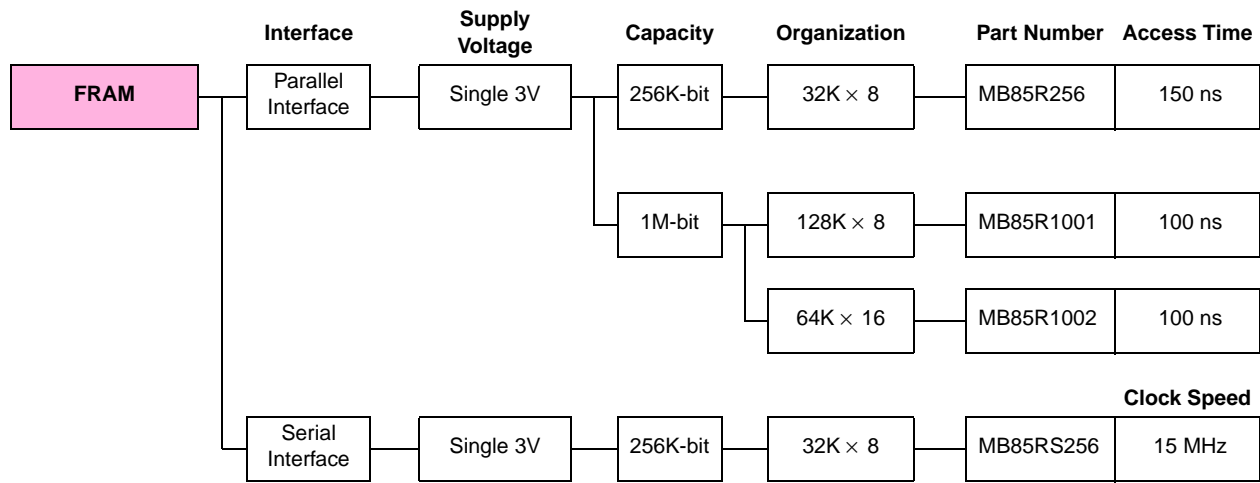 Interface Supply Voltage Capacity Organization Part Number Access Time
FRAM Parallel Interface Single 3V 256K-bit 32K × 8 MB85R256 150 ns
1M-bit 128K × 8 MB85R1001 100 ns
64K × 16 MB85R1002 100 ns
Clock Speed
Serial Interface Single 3V 256K-bit 32K × 8 MB85RS256 15 MHz